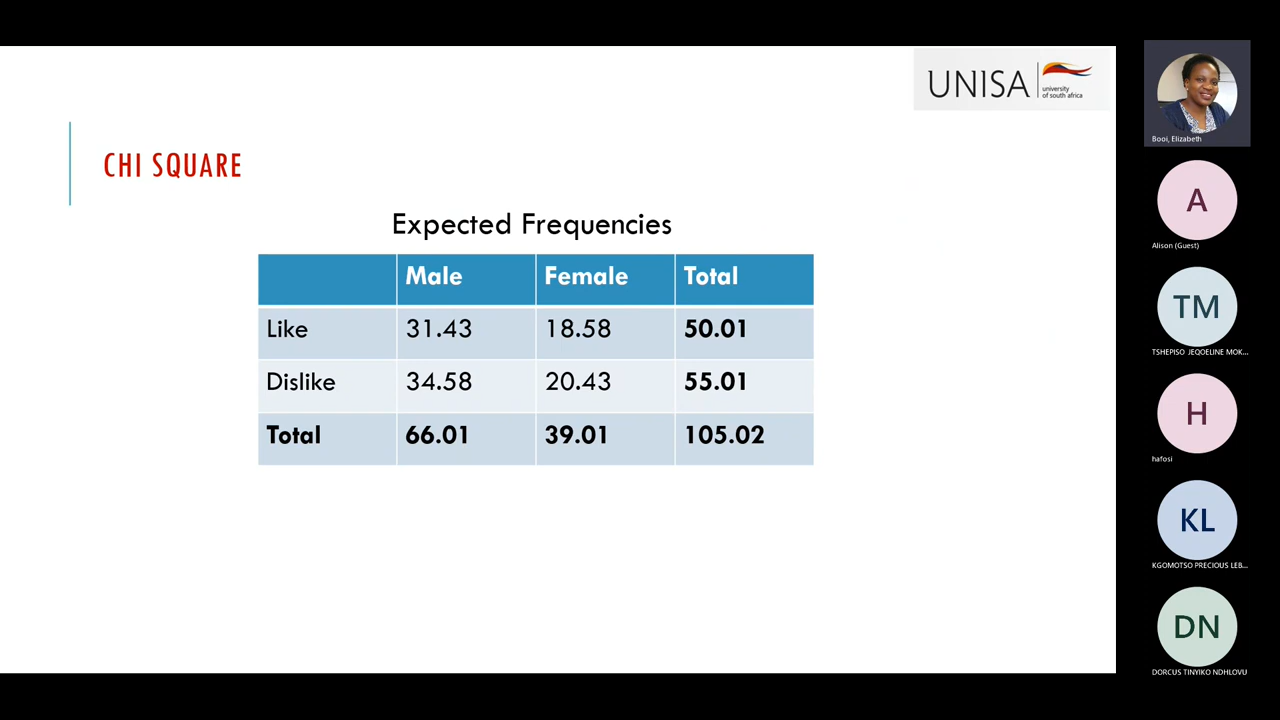 UNISA
university
of south africa
CHI SQUARE
Expected Frequencies
Male Female Total
Like 31.43 18.58 50.01
Dislike 34.58 20.43 55.01
Total 66.01 39.01 105.02
Booi, Elizabeth
A
Alison (Guest)
TM
TSHEPISO JEQOELINE MOK...
H
hafosi
KL
KGOMOTSO PRECIOUS LEB...
DN
DORCUS TINYIKO NDHLOVU